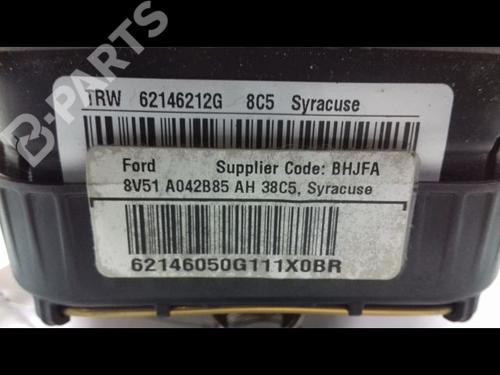 B-PARTS
TRW 62146212G 8C5 Syracuse
Ford Supplier Code: BHJFA
8V51 A042B85 AH 38C5, Syracuse
62146050G111X0BR